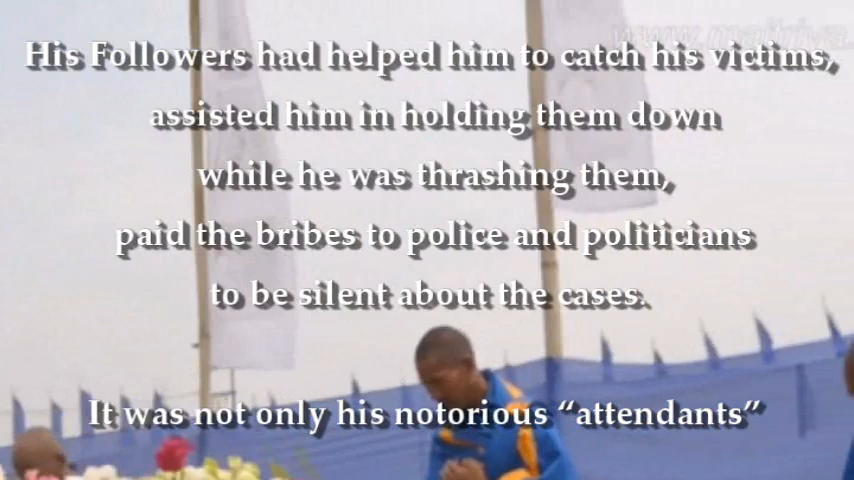 His Followers had helped him to catch his victims,
assisted him in holding them down
while he was thrashing them,
paid the bribes to police and politicians
to be silent about the cases.
It was not only his notorious “attendants”